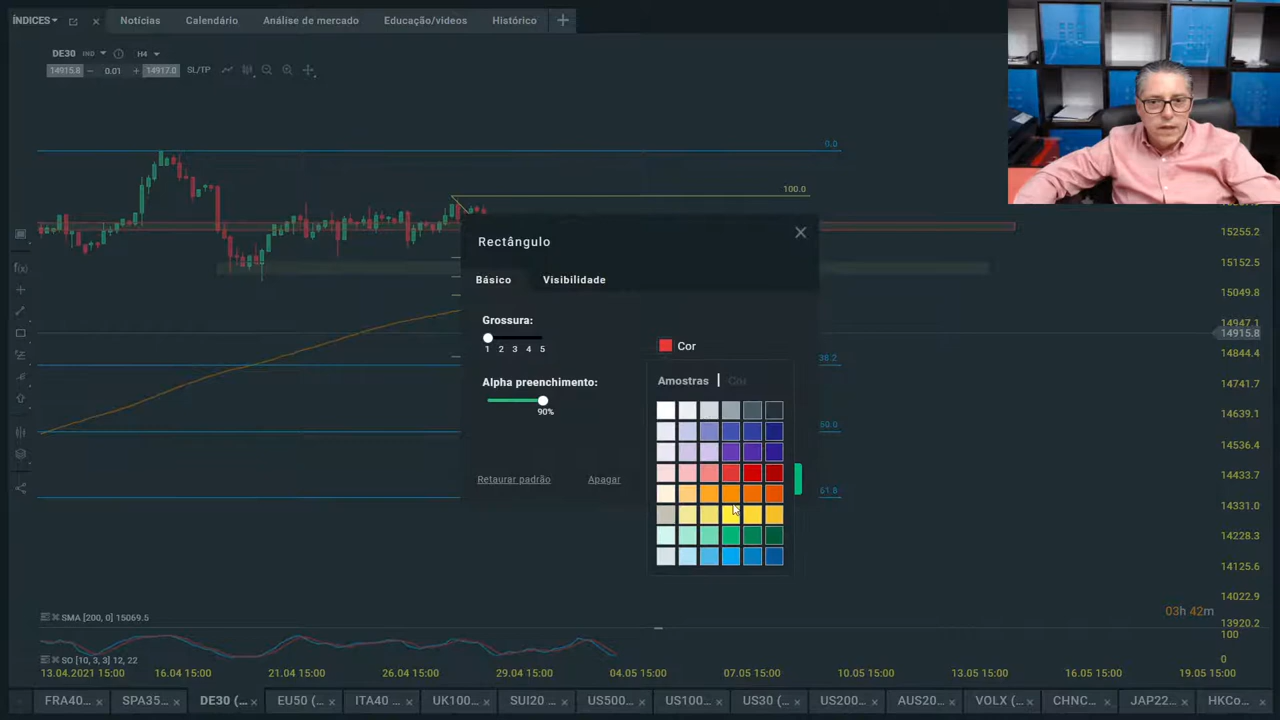 ÍNDICES
Notícias
Calendário
Análise de mercado
Educação/videos
Histórico
DE30 IND H4
14915.8 0.01 14917.0 SL/TP
0.0
100.0
15255.2
15152.5
15049.8
14947.1
14915.8
14844.4
14741.7
14639.1
14536.4
14433.7
14331.0
14228.3
14125.6
14022.9
13920.2
Rectângulo
Básico Visibilidade
Grossura:
1 2 3 4 5
Cor
Alpha preenchimento:
90%
Amostras Cor
Retaurar padrão Apagar
61.8
03h 42m
SMA [200, 0] 15069.5
100
SO [10, 3, 3] 12, 22
0
13.04.2021 15:00 16.04 15:00 21.04 15:00 26.04 15:00 29.04 15:00 04.05 15:00 07.05 15:00 10.05 15:00 13.05 15:00 16.05 15:00 19.05 15:00
FRA40... SPA35... DE30 (... EU50 (... ITA40 ... UK100... SUI20 ... US500... US100... US30 (... US200... AUS20... VOLX (... CHNC... JAP22... HKCo...